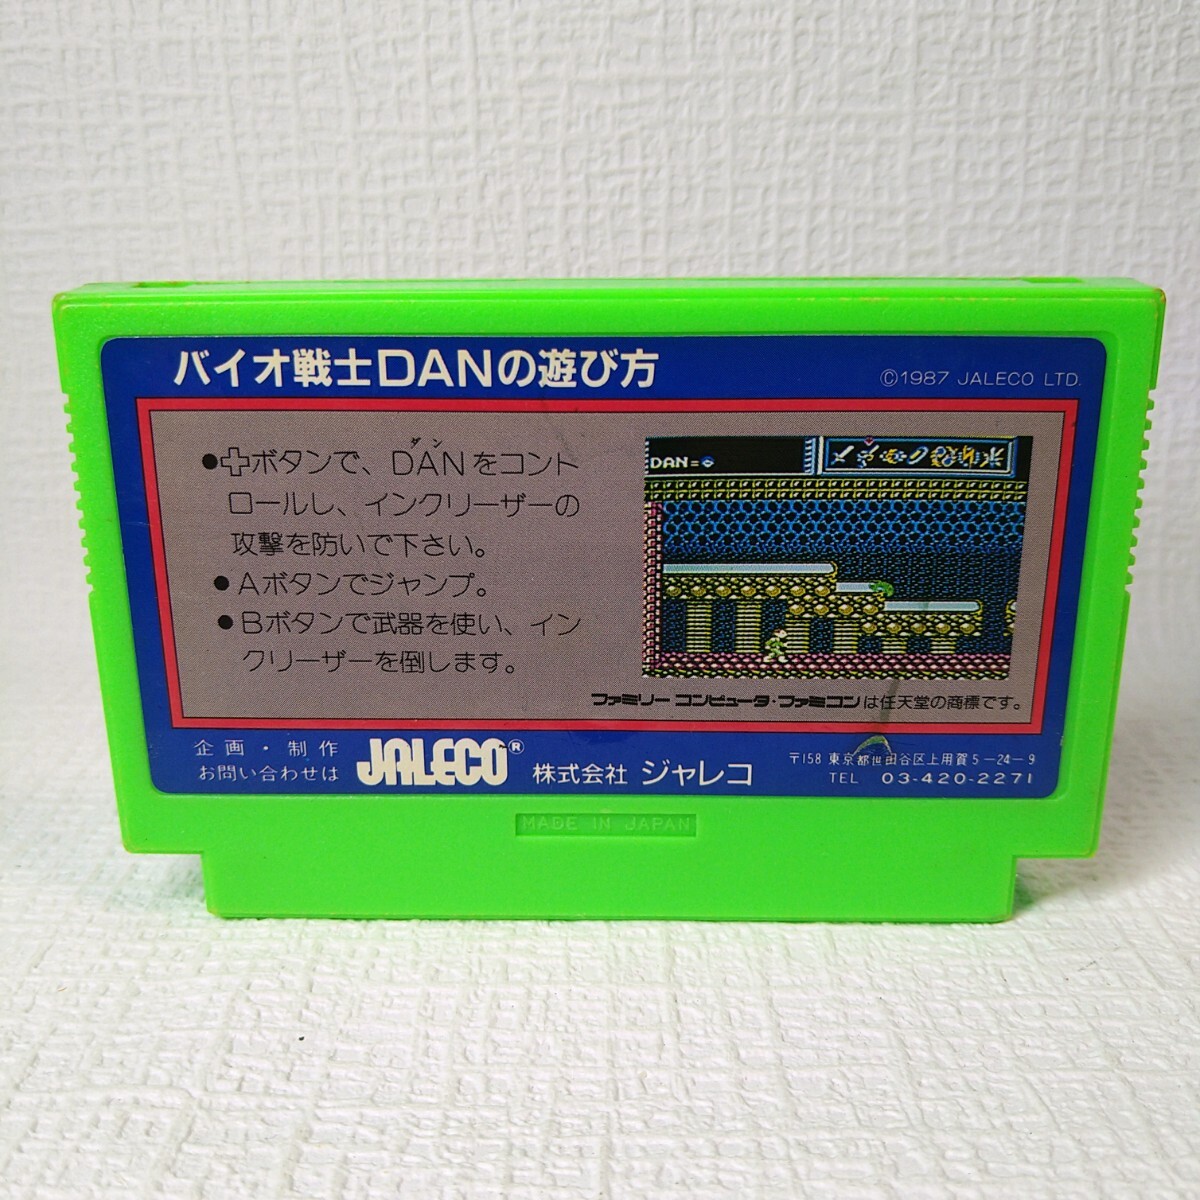 バイオ戦士DANの遊び方
©1987 JALECO LTD.
●✚ボタンで、DANをコント
ダン
ロールし、インクリーザーの
攻撃を防いで下さい。
●Aボタンでジャンプ。
●Bボタンで武器を使い、イン
クリーザーを倒します。
DAN=
ファミリーコンピュータ・ファミコンは任天堂の商標です。
企画・制作
お問い合わせは
JALECO®
株式会社 ジャレコ
〒158 東京都世田谷区上用賀5-24-9
TEL 03-420-2271
MADE IN JAPAN